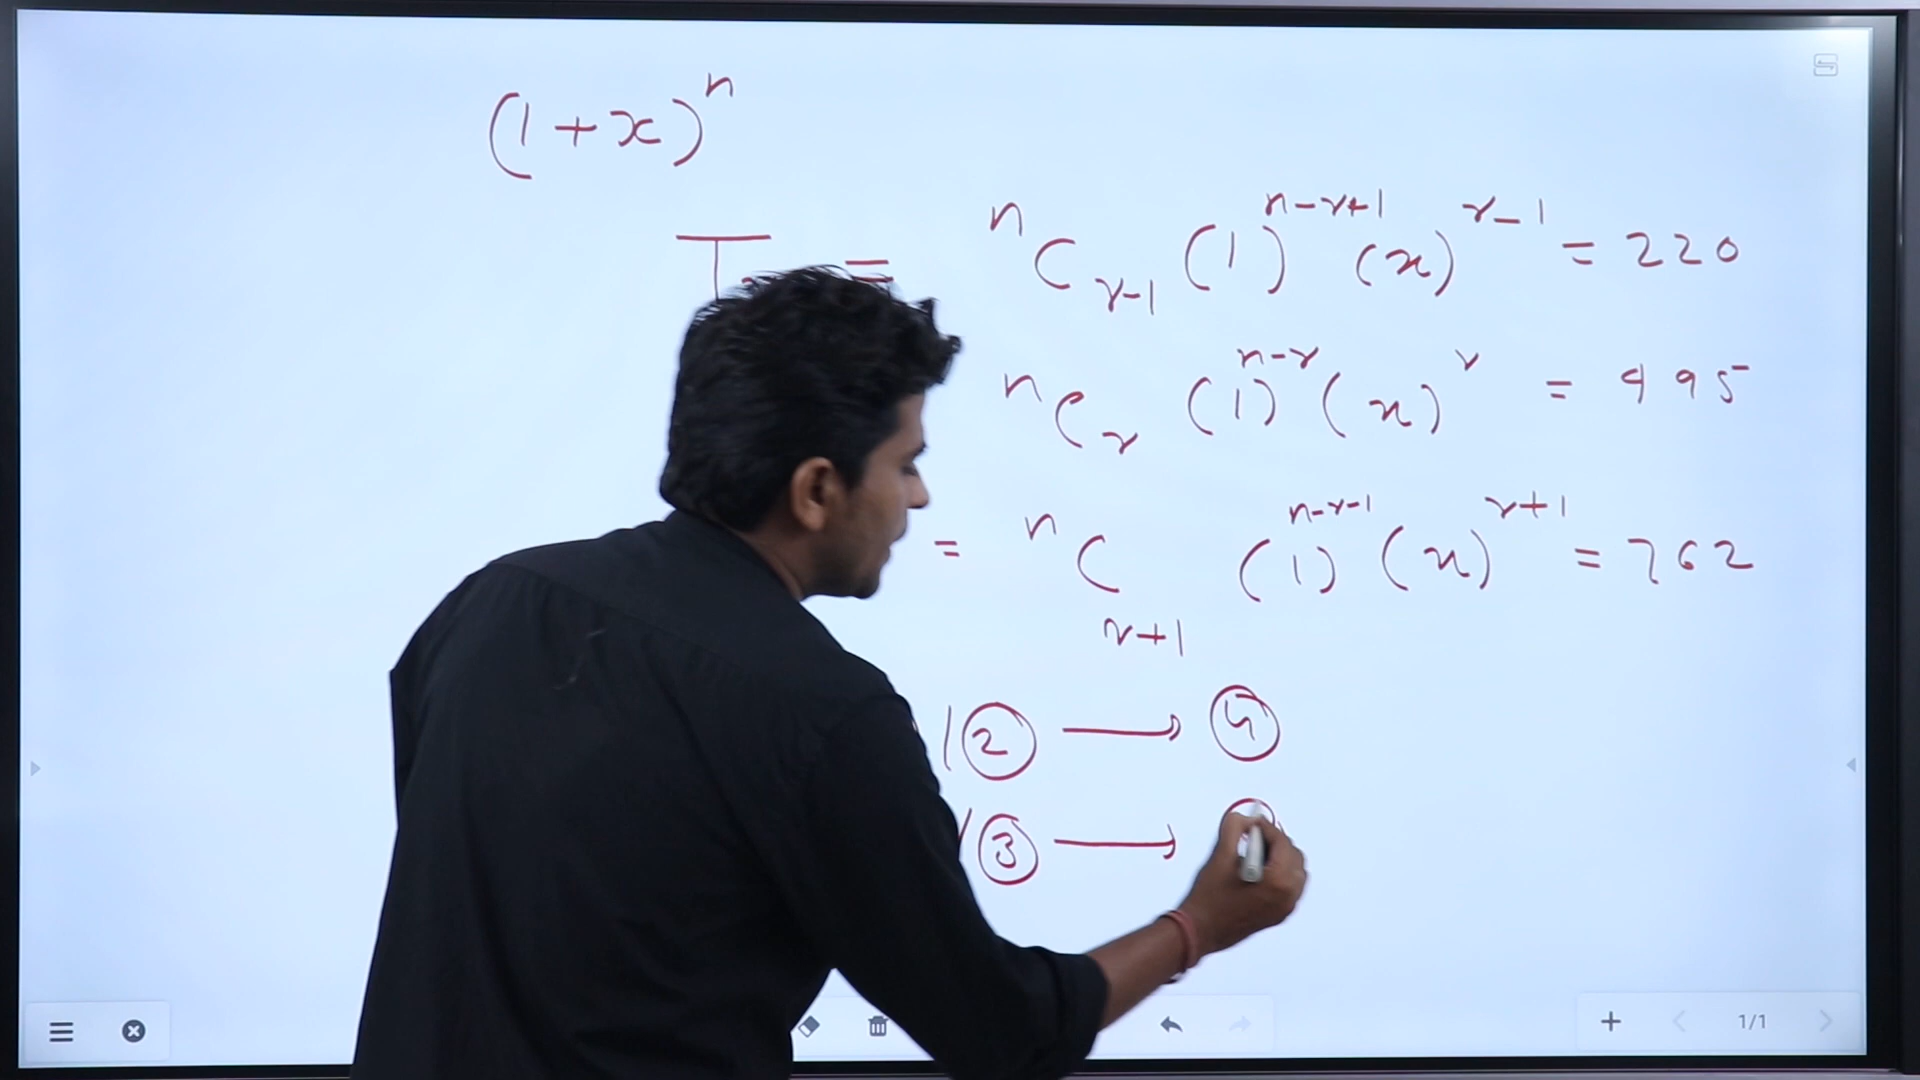 (1+x)^n
T = ^nC_{r-1} (1)^{n-r+1} (x)^{r-1} = 220
^nC_r (1)^{n-r} (x)^r = 495
= ^nC_{r+1} (1)^{n-r-1} (x)^{r+1} = 762
/ ② → ④
/ ③ →
1/1